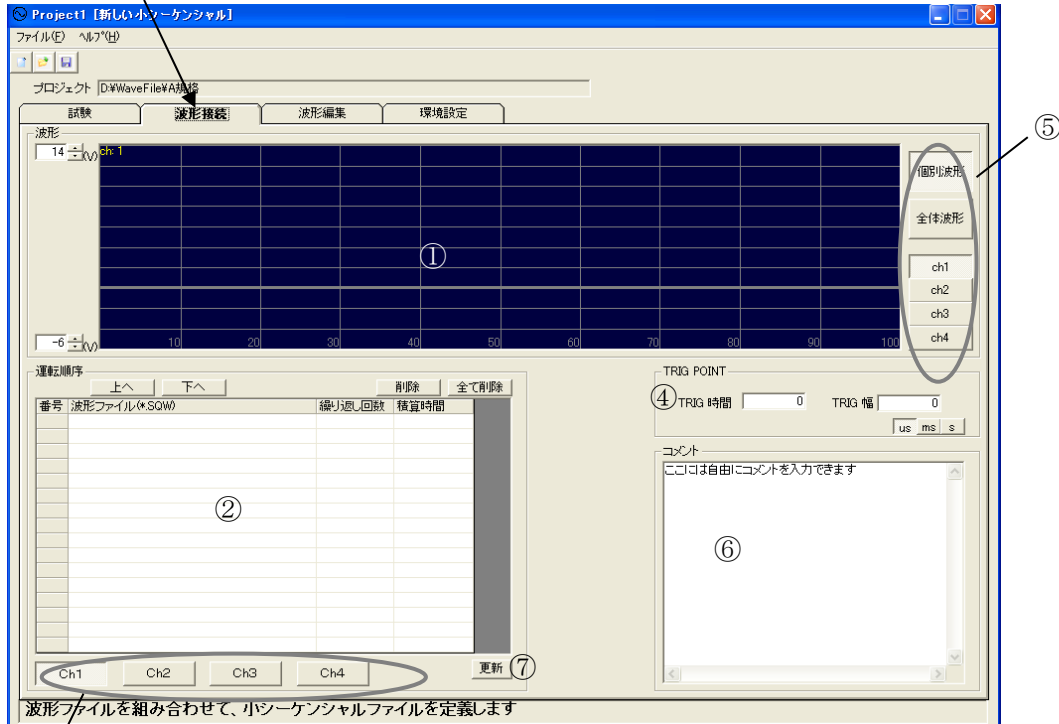 Project1 [新しい小シーケンシャル]
ファイル(F) ヘルプ(H)
プロジェクト D:¥WaveFile¥A規格
試験 波形接続 波形編集 環境設定
波形
14 (V) ch: 1
個別波形
⑤
全体波形
①
ch1
ch2
ch3
ch4
-6 (V) 10 20 30 40 50 60 70 80 90 100
運転順序
上へ 下へ 削除 全て削除
番号 波形ファイル(*.SQW) 繰り返し回数 積算時間
②
Ch1 Ch2 Ch3 Ch4 更新 ⑦
TRIG POINT
④ TRIG 時間 0 TRIG 幅 0
us ms s
コメント
ここには自由にコメントを入力できます
⑥
波形ファイルを組み合わせて、小シーケンシャルファイルを定義します